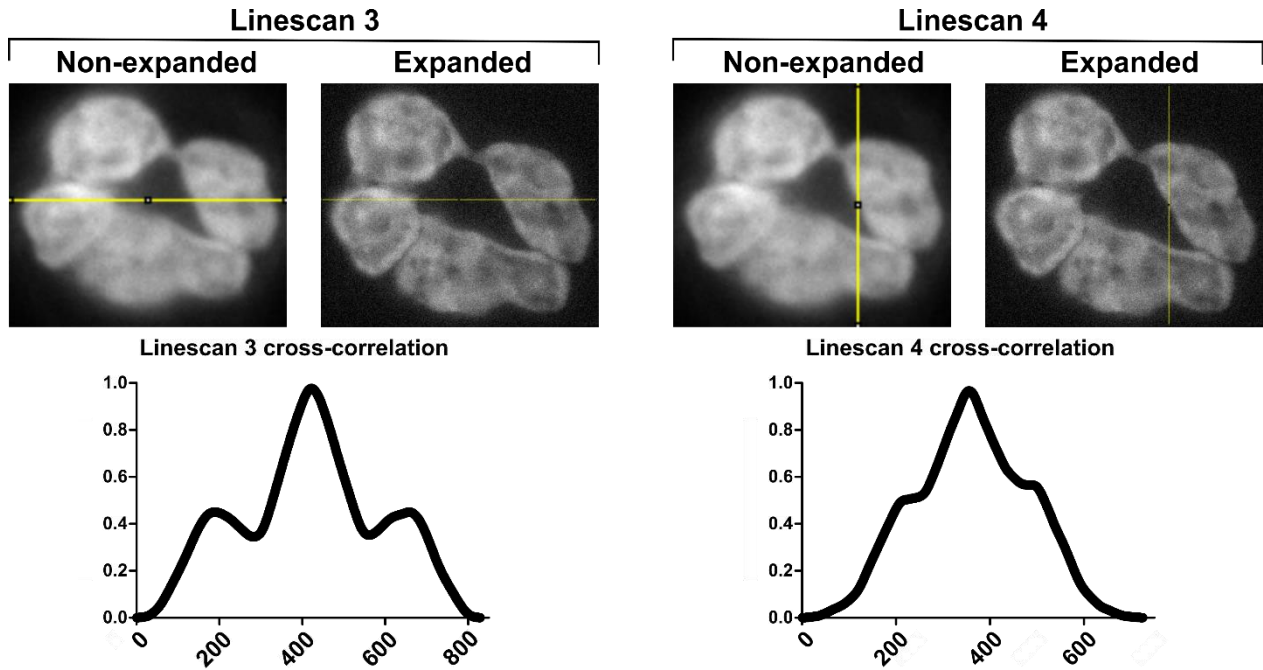 Linescan 3
Non-expanded
Expanded
Linescan 3 cross-correlation
1.0
0.8
0.6
0.4
0.2
0.0
0
200
400
600
800
Linescan 4
Non-expanded
Expanded
Linescan 4 cross-correlation
1.0
0.8
0.6
0.4
0.2
0.0
0
200
400
600